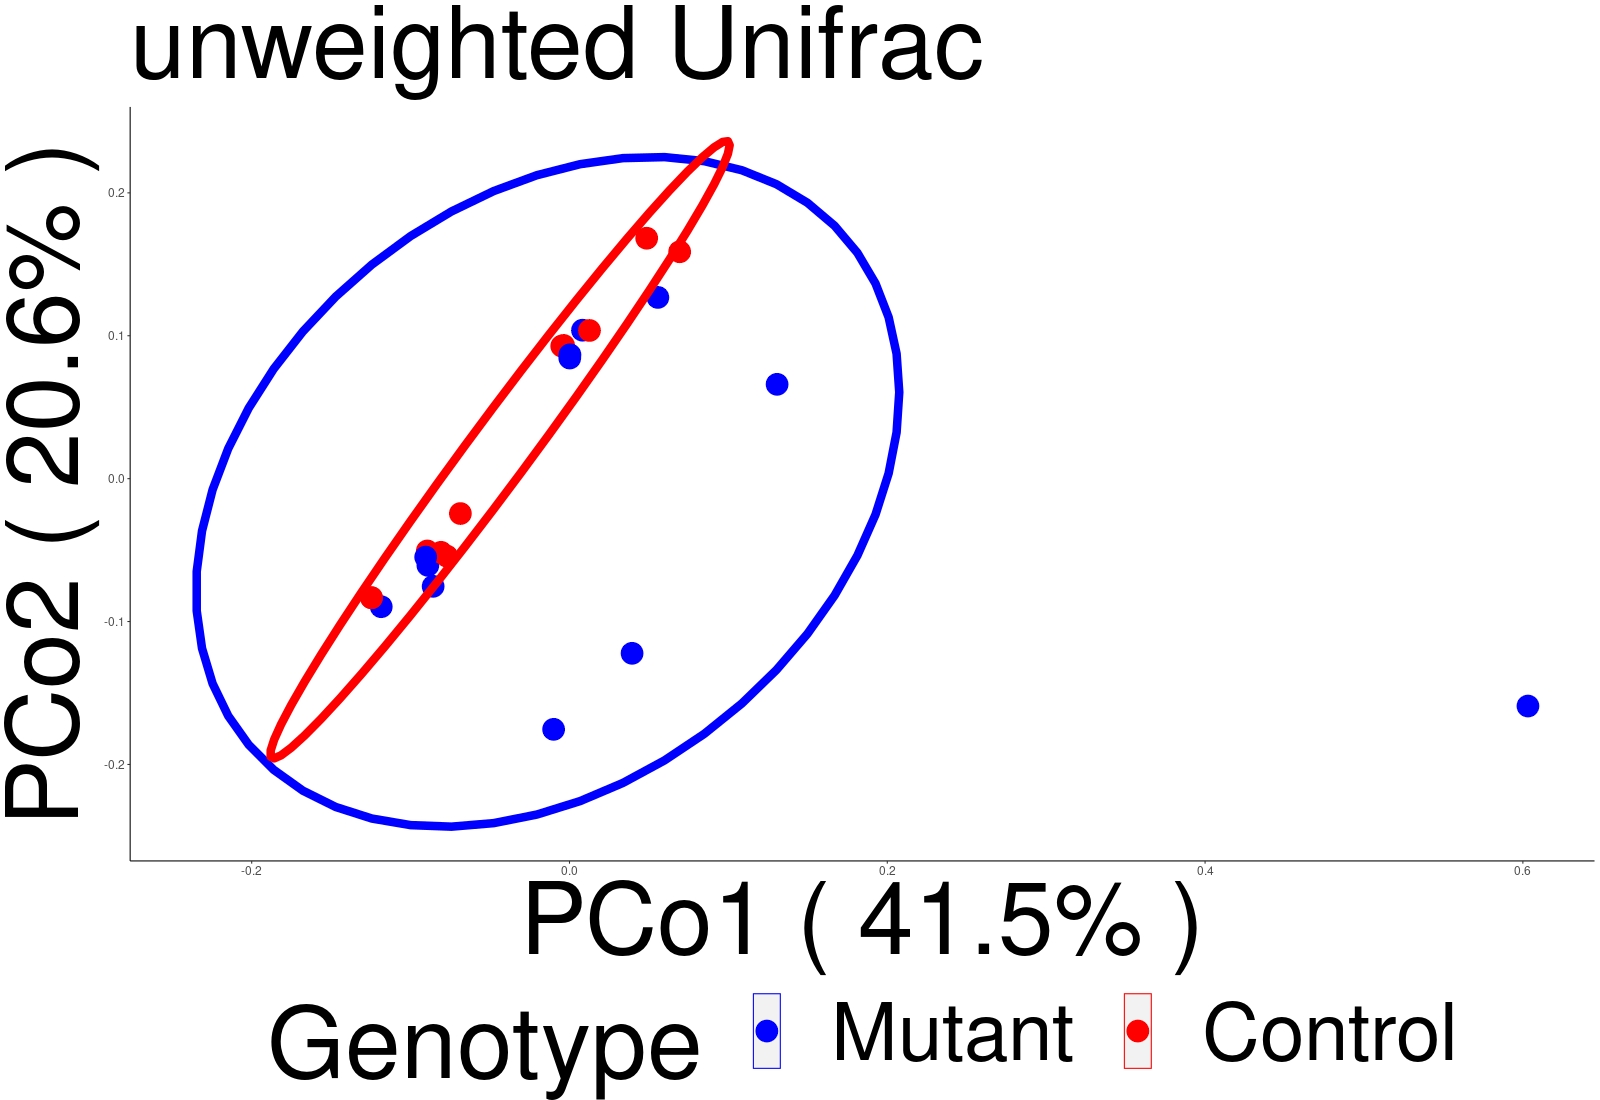 unweighted Unifrac
PCo2 ( 20.6% )
0.2
0.1
0.0
-0.1
-0.2
-0.2 0.0 0.2 0.4 0.6
PCo1 ( 41.5% )
Genotype Mutant Control